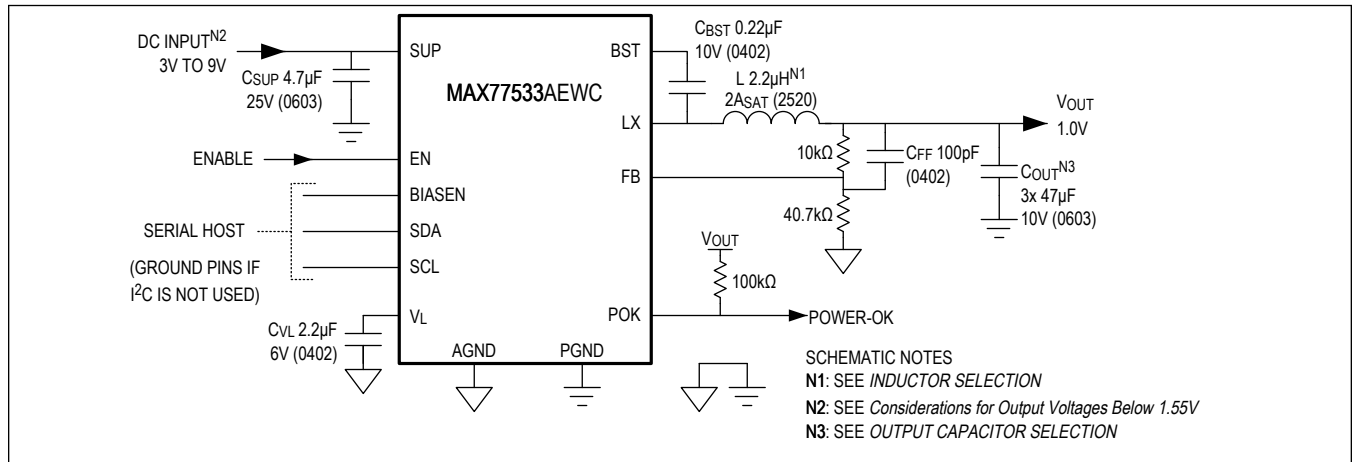 DC INPUTN2
3V TO 9V
CSUP 4.7µF
25V (0603)
ENABLE
SERIAL HOST
(GROUND PINS IF
I2C IS NOT USED)
CVL 2.2µF
6V (0402)
MAX77533AEWC
SUP
EN
BIASEN
SDA
SCL
VL
AGND
PGND
BST
LX
FB
POK
CBST 0.22µF
10V (0402)
L 2.2µHN1
2ASAT (2520)
10kΩ
CFF 100pF
(0402)
40.7kΩ
VOUT
1.0V
COUTN3
3x 47µF
10V (0603)
VOUT
100kΩ
POWER-OK
SCHEMATIC NOTES
N1: SEE INDUCTOR SELECTION
N2: SEE Considerations for Output Voltages Below 1.55V
N3: SEE OUTPUT CAPACITOR SELECTION